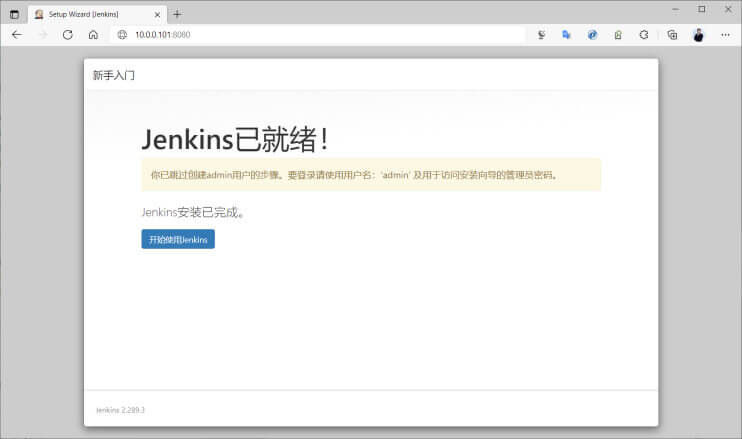 Setup Wizard [Jenkins]
10.0.0.101:8080
新手入门
Jenkins已就绪！
你已跳过创建admin用户的步骤。要登录请使用用户名：'admin' 及用于访问安装向导的管理员密码。
Jenkins安装已完成。
开始使用Jenkins
Jenkins 2.289.3